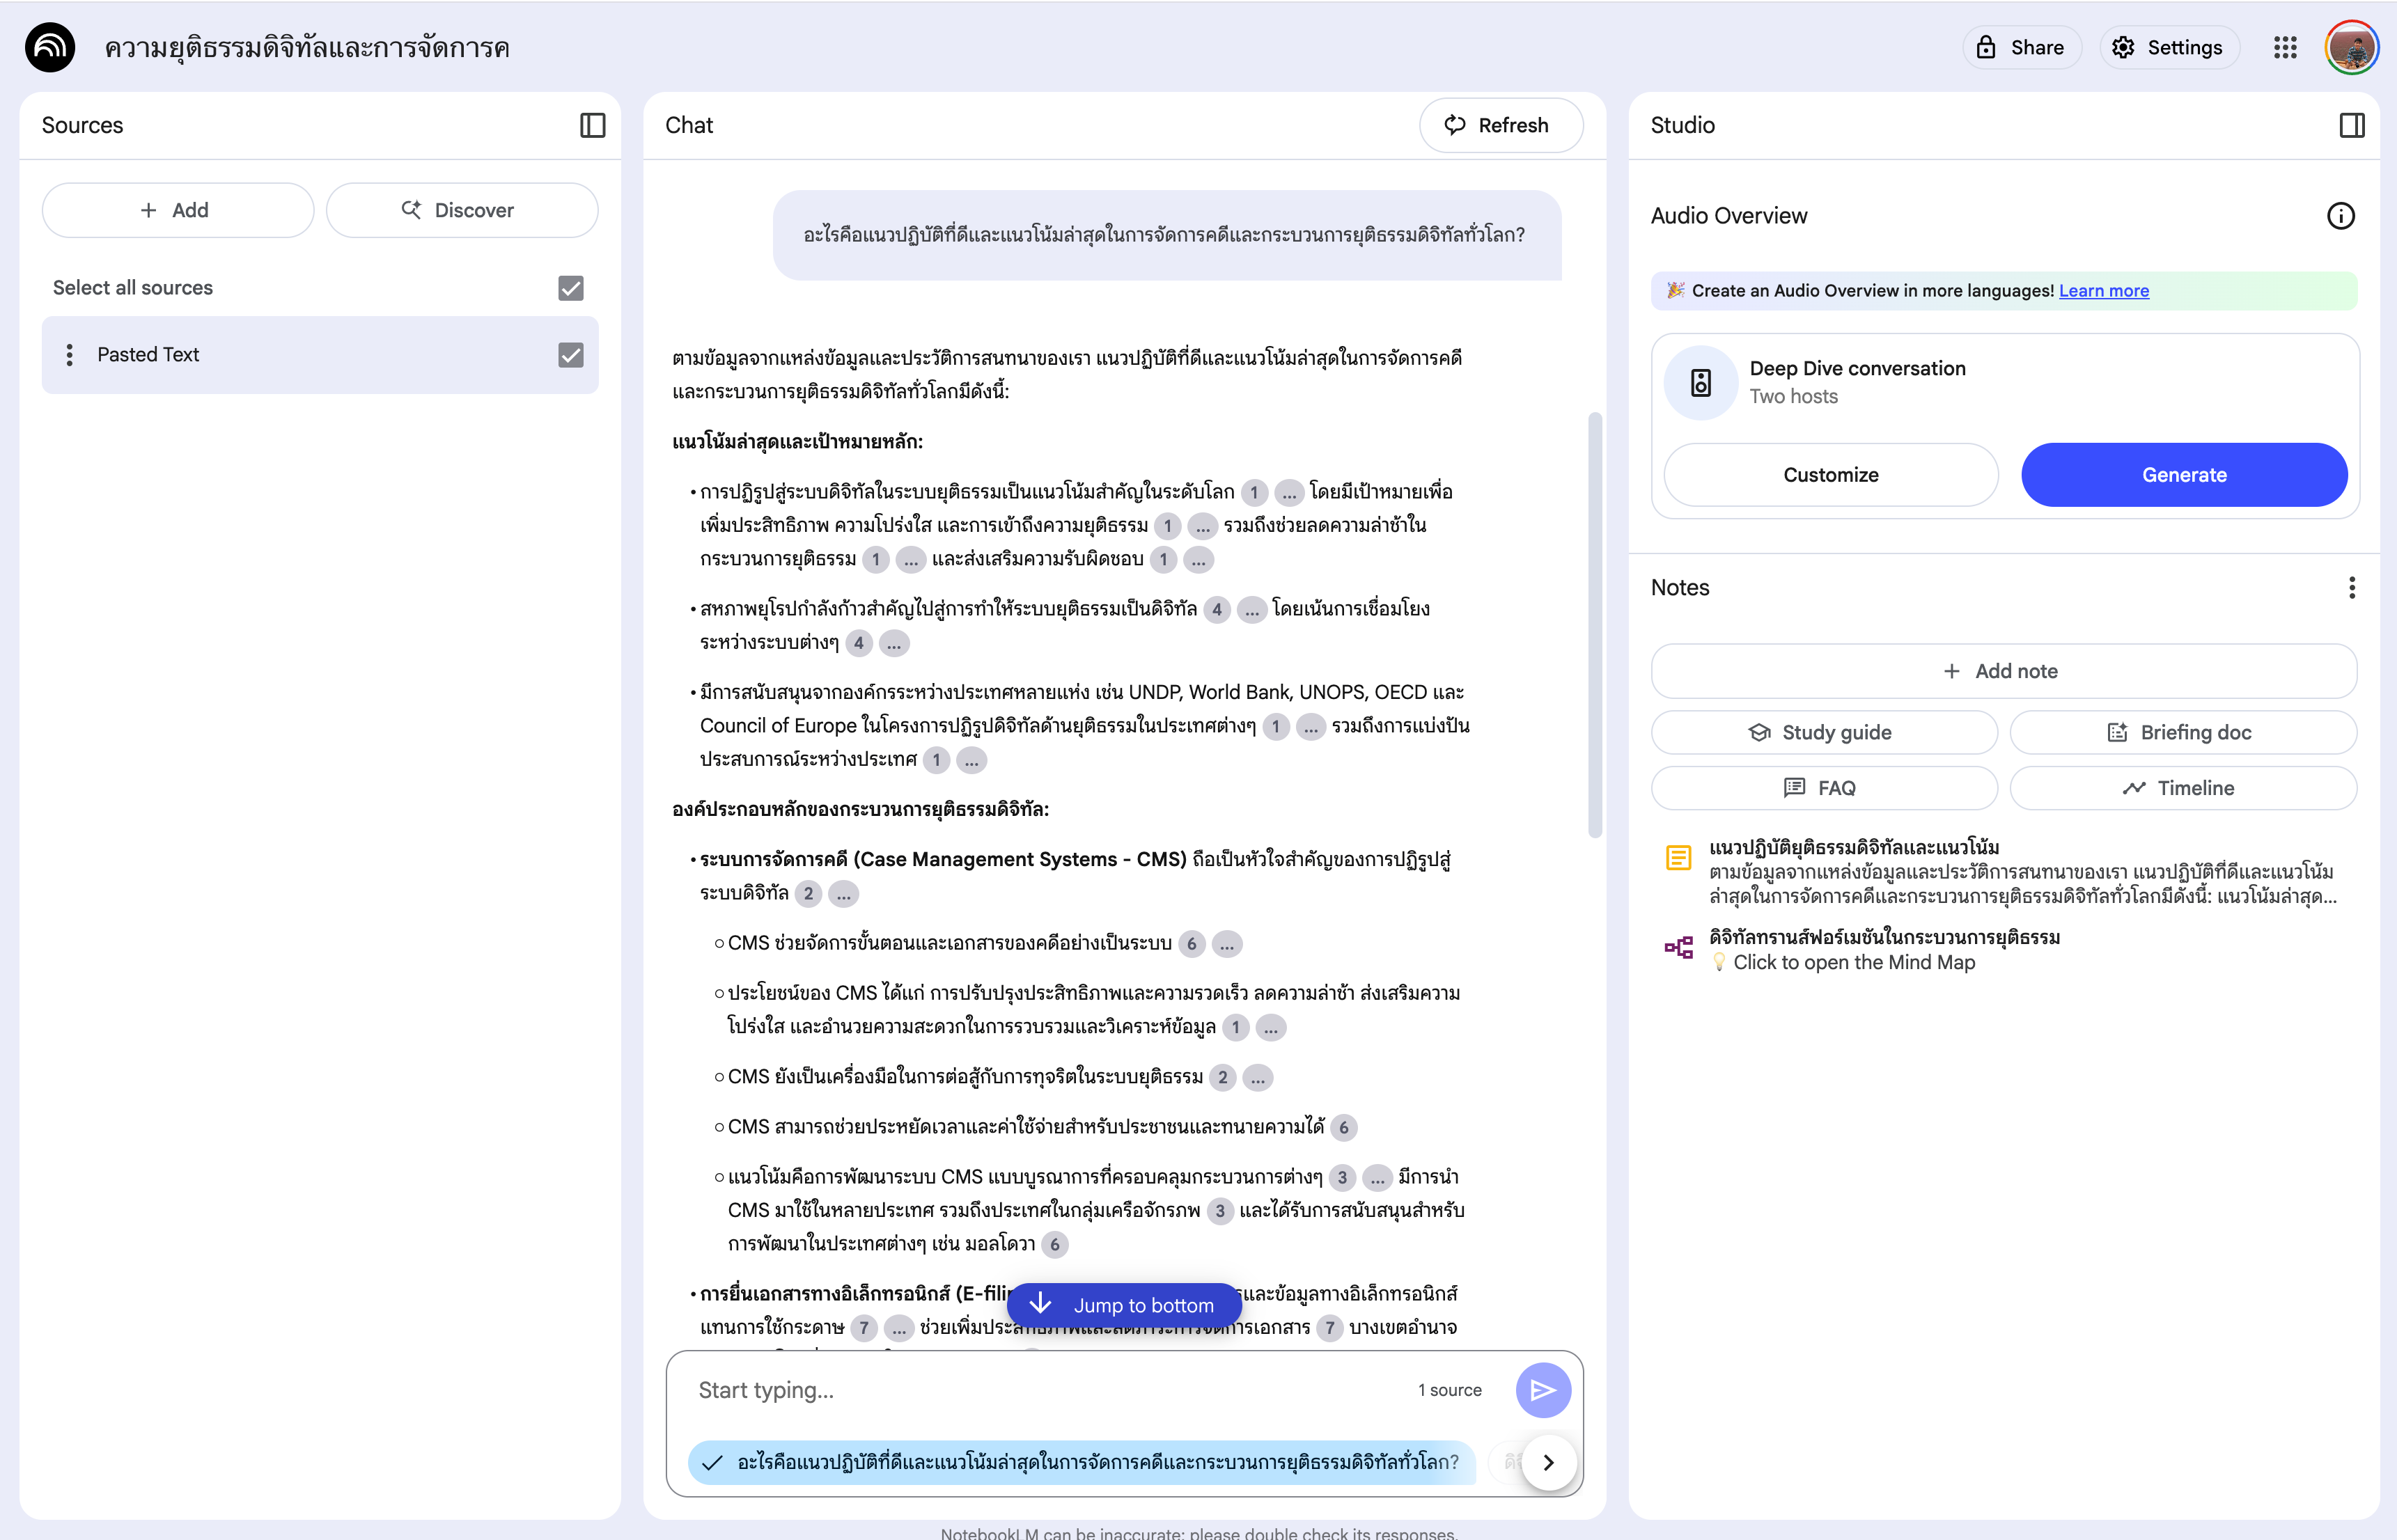 ความยุติธรรมดิจิทัลและการจัดการค
Share
Settings
Sources
Add
Discover
Select all sources
Pasted Text
Chat
Refresh
อะไรคือแนวปฏิบัติที่ดีและแนวโน้มล่าสุดในการจัดการคดีและกระบวนการยุติธรรมดิจิทัลทั่วโลก?
ตามข้อมูลจากแหล่งข้อมูลและประวัติการสนทนาของเรา แนวปฏิบัติที่ดีและแนวโน้มล่าสุดในการจัดการคดี
และกระบวนการยุติธรรมดิจิทัลทั่วโลกมีดังนี้:
แนวโน้มล่าสุดและเป้าหมายหลัก:
• การปฏิรูปสู่ระบบดิจิทัลในระบบยุติธรรมเป็นแนวโน้มสำคัญในระดับโลก 1 ... โดยมีเป้าหมายเพื่อ
เพิ่มประสิทธิภาพ ความโปร่งใส และการเข้าถึงความยุติธรรม 1 ... รวมถึงช่วยลดความล่าช้าใน
กระบวนการยุติธรรม 1 ... และส่งเสริมความรับผิดชอบ 1 ...
• สหภาพยุโรปกำลังก้าวสำคัญไปสู่การทำให้ระบบยุติธรรมเป็นดิจิทัล 4 ... โดยเน้นการเชื่อมโยง
ระหว่างระบบต่างๆ 4 ...
• มีการสนับสนุนจากองค์กรระหว่างประเทศหลายแห่ง เช่น UNDP, World Bank, UNOPS, OECD และ
Council of Europe ในโครงการปฏิรูปดิจิทัลด้านยุติธรรมในประเทศต่างๆ 1 ... รวมถึงการแบ่งปัน
ประสบการณ์ระหว่างประเทศ 1 ...
องค์ประกอบหลักของกระบวนการยุติธรรมดิจิทัล:
• ระบบการจัดการคดี (Case Management Systems - CMS) ถือเป็นหัวใจสำคัญของการปฏิรูปสู่
ระบบดิจิทัล 2 ...
○ CMS ช่วยจัดการขั้นตอนและเอกสารของคดีอย่างเป็นระบบ 6 ...
○ ประโยชน์ของ CMS ได้แก่ การปรับปรุงประสิทธิภาพและความรวดเร็ว ลดความล่าช้า ส่งเสริมความ
โปร่งใส และอำนวยความสะดวกในการรวบรวมและวิเคราะห์ข้อมูล 1 ...
○ CMS ยังเป็นเครื่องมือในการต่อสู้กับการทุจริตในระบบยุติธรรม 2 ...
○ CMS สามารถช่วยประหยัดเวลาและค่าใช้จ่ายสำหรับประชาชนและทนายความได้ 6
○ แนวโน้มคือการพัฒนาระบบ CMS แบบบูรณาการที่ครอบคลุมกระบวนการต่างๆ 3 ... มีการนำ
CMS มาใช้ในหลายประเทศ รวมถึงประเทศในกลุ่มเครือจักรภพ 3 และได้รับการสนับสนุนสำหรับ
การพัฒนาในประเทศต่างๆ เช่น มอลโดวา 6
• การยื่นเอกสารทางอิเล็กทรอนิกส์ (E-fili และข้อมูลทางอิเล็กทรอนิกส์
Jump to bottom
แทนการใช้กระดาษ 7 ... ช่วยเพิ่มประสิทธิภาพและลดภาระการจัดการเอกสาร 7 บางเขตอำนาจ
Start typing...
1 source
อะไรคือแนวปฏิบัติที่ดีและแนวโน้มล่าสุดในการจัดการคดีและกระบวนการยุติธรรมดิจิทัลทั่วโลก?
NotebookLM can be inaccurate; please double check its responses.
Studio
Audio Overview
Create an Audio Overview in more languages! Learn more
Deep Dive conversation
Two hosts
Customize
Generate
Notes
Add note
Study guide
Briefing doc
FAQ
Timeline
แนวปฏิบัติยุติธรรมดิจิทัลและแนวโน้ม
ตามข้อมูลจากแหล่งข้อมูลและประวัติการสนทนาของเรา แนวปฏิบัติที่ดีและแนวโน้ม
ล่าสุดในการจัดการคดีและกระบวนการยุติธรรมดิจิทัลทั่วโลกมีดังนี้: แนวโน้มล่าสุด...
ดิจิทัลทรานส์ฟอร์เมชันในกระบวนการยุติธรรม
Click to open the Mind Map